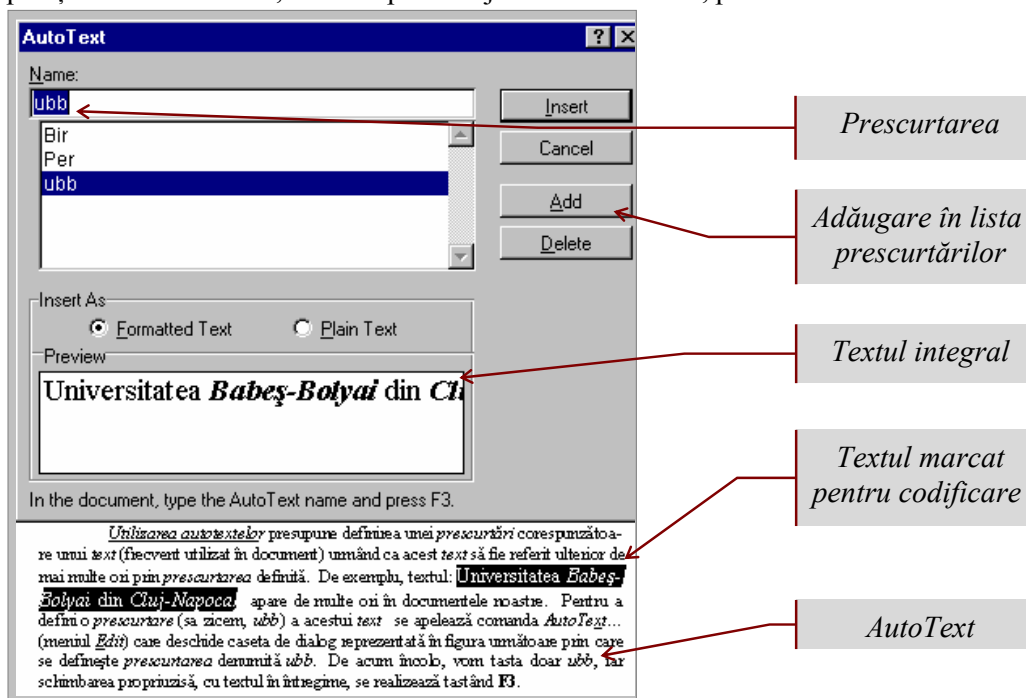 AutoText
Name:
ubb
Bir
Per
ubb
Insert
Cancel
Add
Delete
Insert As
Formatted Text Plain Text
Preview
Universitatea Babeş-Bolyai din Cl
In the document, type the AutoText name and press F3.
Utilizarea autotextelor presupune definirea unei prescurtări corespunzătoa-
re unui text (frecvent utilizat în document) urmând ca acest text să fie referit ulterior de
mai multe ori prin prescurtarea definită. De exemplu, textul: Universitatea Babeş-
Bolyai din Cluj-Napoca, apare de multe ori în documentele noastre. Pentru a
defini o prescurtare (sa zicem, ubb) a acestui text se apelează comanda AutoText...
(meniul Edit) care deschide caseta de dialog reprezentată în figura următoare prin care
se defineşte prescurtarea denumită ubb. De acum încolo, vom tasta doar ubb, iar
schimbarea propriuzisă, cu textul în întregime, se realizează tastând F3.
Prescurtarea
Adăugare în lista
prescurtărilor
Textul integral
Textul marcat
pentru codificare
AutoText